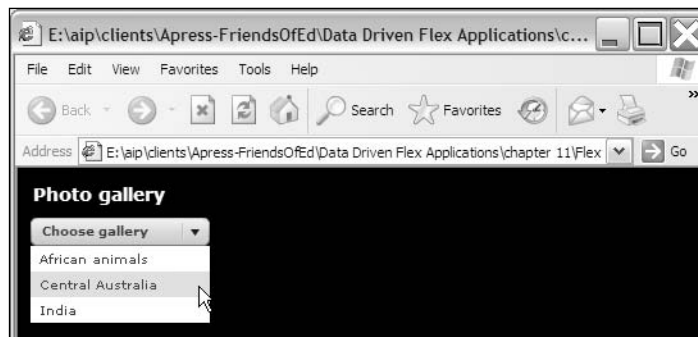 E:\aip\clients\Apress-FriendsOfEd\Data Driven Flex Applications\c...
File Edit View Favorites Tools Help
Back Search Favorites »
Address E:\aip\clients\Apress-FriendsOfEd\Data Driven Flex Applications\chapter 11\Flex Go
Photo gallery
Choose gallery
African animals
Central Australia
India